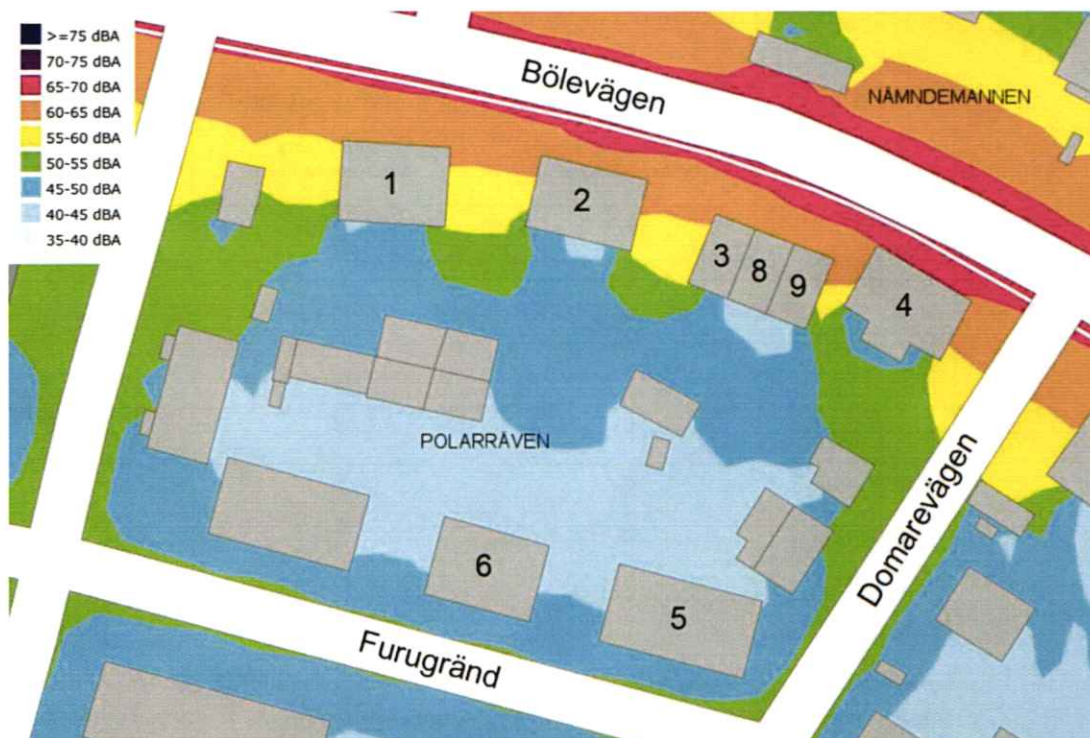 >=75 dBA
70-75 dBA
65-70 dBA
60-65 dBA
55-60 dBA
50-55 dBA
45-50 dBA
40-45 dBA
35-40 dBA
Bölevägen
NÄMNDEMANNEN
1
2
3
8
9
4
POLARRÄVEN
6
5
Domarevägen
Furugränd